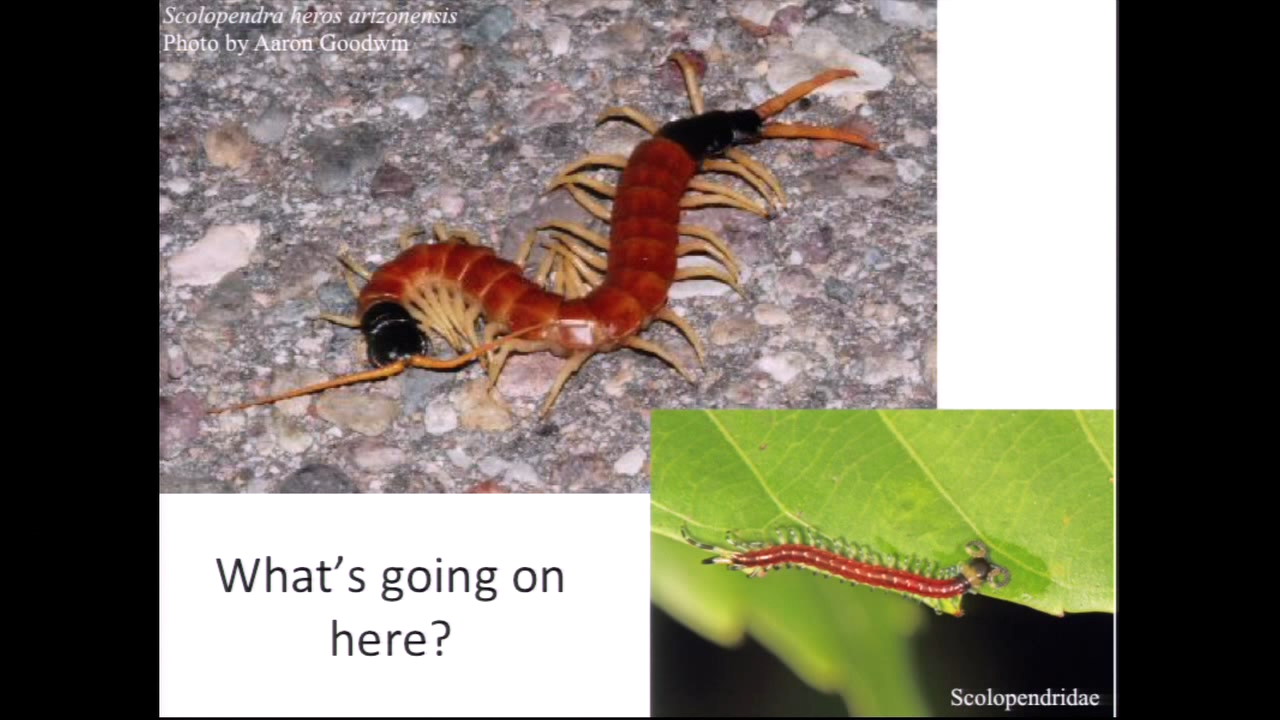 Scolopendra heros arizonensis
Photo by Aaron Goodwin
What’s going on
here?
Scolopendridae